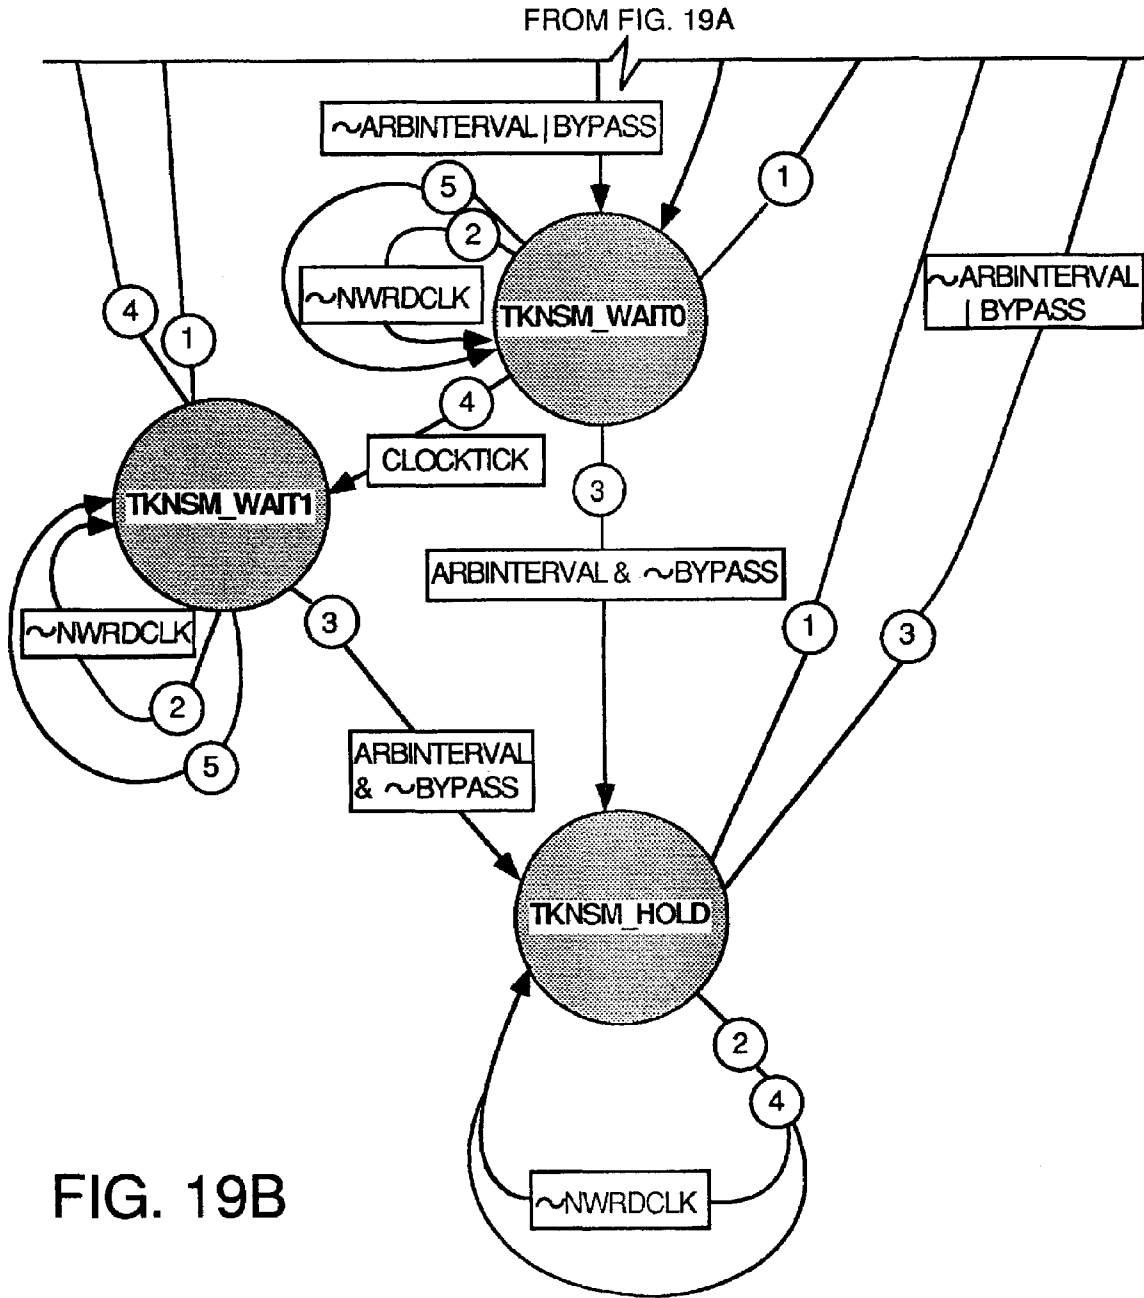 FROM FIG. 19A
~ARBINTERVAL | BYPASS
5
1
2
~NWRDCLK
TKNSM_WAIT0
~ARBINTERVAL
| BYPASS
4
1
4
CLOCKTICK
3
TKNSM_WAIT1
ARBINTERVAL & ~BYPASS
~NWRDCLK
3
1
3
2
5
ARBINTERVAL
& ~BYPASS
TKNSM_HOLD
2
4
~NWRDCLK
FIG. 19B